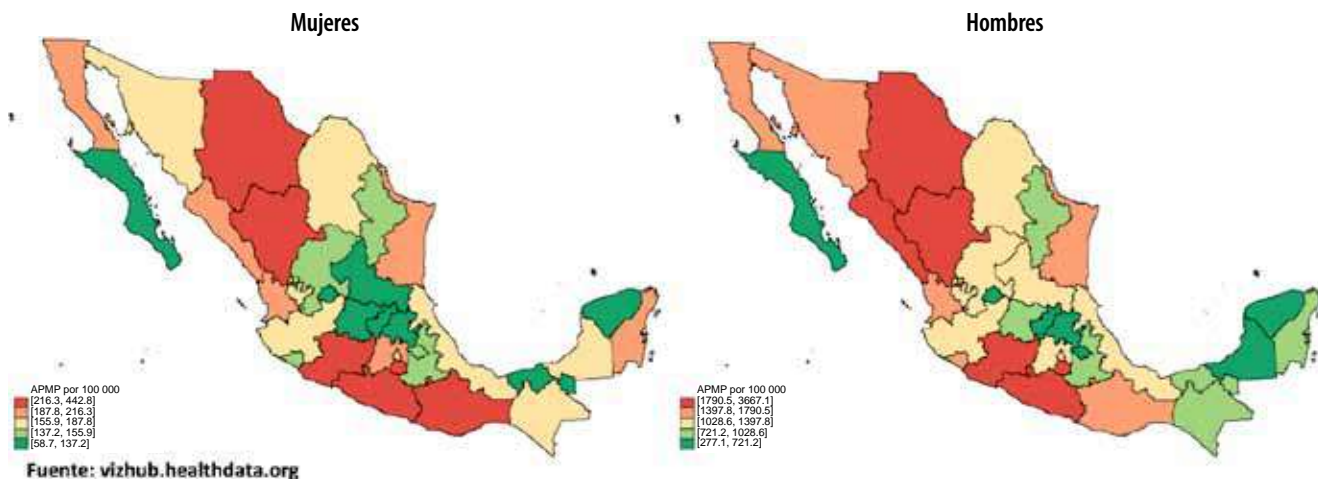 Mujeres
Hombres
APMP por 100 000
[216.3, 442.8]
[187.8, 216.3]
[155.9, 187.8]
[137.2, 155.9]
[58.7, 137.2]
APMP por 100 000
[1790.5, 3667.1]
[1397.8, 1790.5]
[1028.6, 1397.8]
[721.2, 1028.6]
[277.1, 721.2]
Fuente: vizhub.healthdata.org